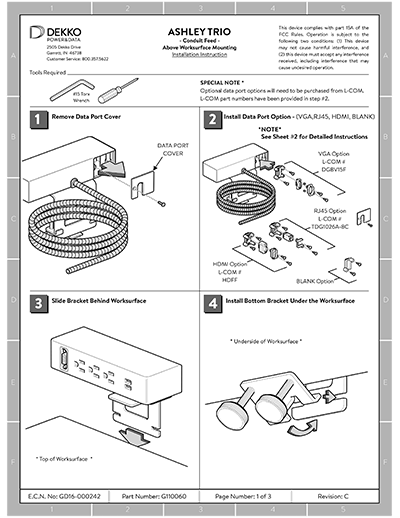 1 2 3 4 5
DEKKO
POWER&DATA
2505 Dekko Drive
Garrett, IN 46738
Customer Service: 800.357.5622
ASHLEY TRIO
- Conduit Feed -
Above Worksurface Mounting
Installation Instruction
This device complies with part 15A of the
FCC Rules. Operation is subject to the
following two conditions: (1) This device
may not cause harmful interference, and
(2) this device must accept any interference
received, including interference that may
cause undesired operation.
Tools Required
#15 Torx
Wrench
SPECIAL NOTE *
Optional data port options will need to be purchased from L-COM,
L-COM part numbers have been provided in step #2.
1 Remove Data Port Cover
DATA PORT
COVER
2 Install Data Port Option - (VGA,RJ45, HDMI, BLANK)
*NOTE*
See Sheet #2 for Detailed Instructions
VGA Option
L-COM #
DGBV15F
RJ45 Option
L-COM #
TDG1026A-8C
HDMI Option
L-COM #
HDFF
BLANK Option
3 Slide Bracket Behind Worksurface
* Top of Worksurface *
4 Install Bottom Bracket Under the Worksurface
* Underside of Worksurface *
A
A
B
B
C
C
D
D
E
E
F
F
E.C.N. No: GD16-000242 Part Number: G110060 Page Number: 1 of 3 Revision: C
1 2 3 4 5